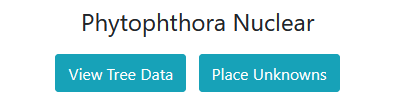 Phytophthora Nuclear
View Tree Data Place Unknowns